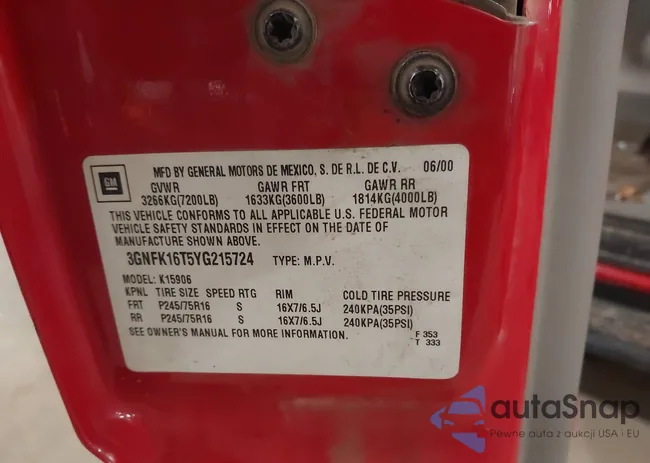 MFD BY GENERAL MOTORS DE MEXICO, S. DE R.L. DE C.V. 06/00
GM
GVWR GAWR FRT GAWR RR
3266KG(7200LB) 1633KG(3600LB) 1814KG(4000LB)
THIS VEHICLE CONFORMS TO ALL APPLICABLE U.S. FEDERAL MOTOR
VEHICLE SAFETY STANDARDS IN EFFECT ON THE DATE OF
MANUFACTURE SHOWN ABOVE.
3GNFK16T5YG215724 TYPE: M.P.V.
MODEL: K15906
KPNL TIRE SIZE SPEED RTG RIM COLD TIRE PRESSURE
FRT P245/75R16 S 16X7/6.5J 240KPA(35PSI)
RR P245/75R16 S 16X7/6.5J 240KPA(35PSI)
SEE OWNER'S MANUAL FOR MORE INFORMATION.
F 353
T 333
autaSnap
Pewne auta z aukcji USA i EU